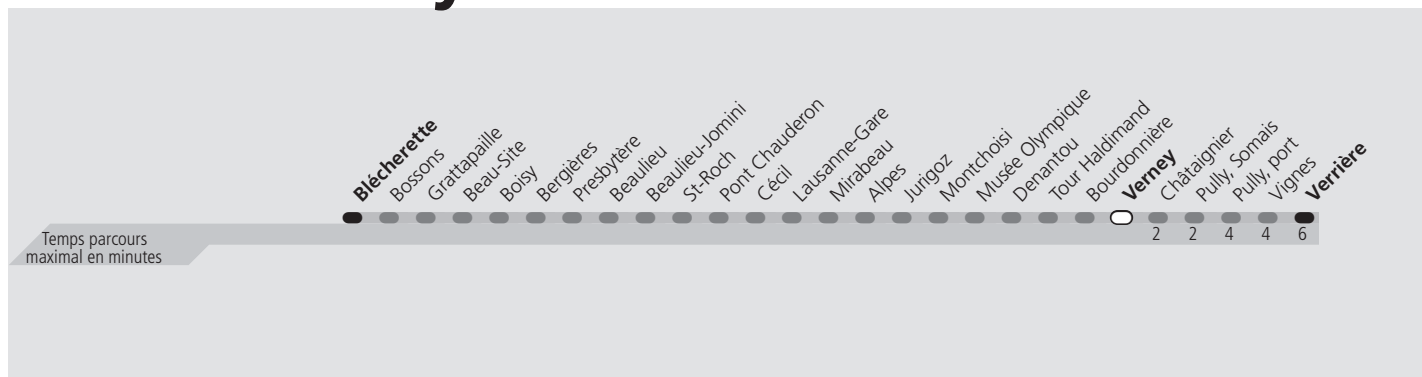 Blécherette
Bossons
Grattapaille
Beau-Site
Boisy
Bergières
Presbytère
Beaulieu
Beaulieu-Jomini
St-Roch
Pont Chauderon
Cécil
Lausanne-Gare
Mirabeau
Alpes
Jurigoz
Montchoisi
Musée Olympique
Denantou
Tour Haldimand
Bourdonnière
Verney
Châtaignier
Pully, Somais
Pully, port
Vignes
Verrière
Temps parcours
maximal en minutes
2 2 4 4 6